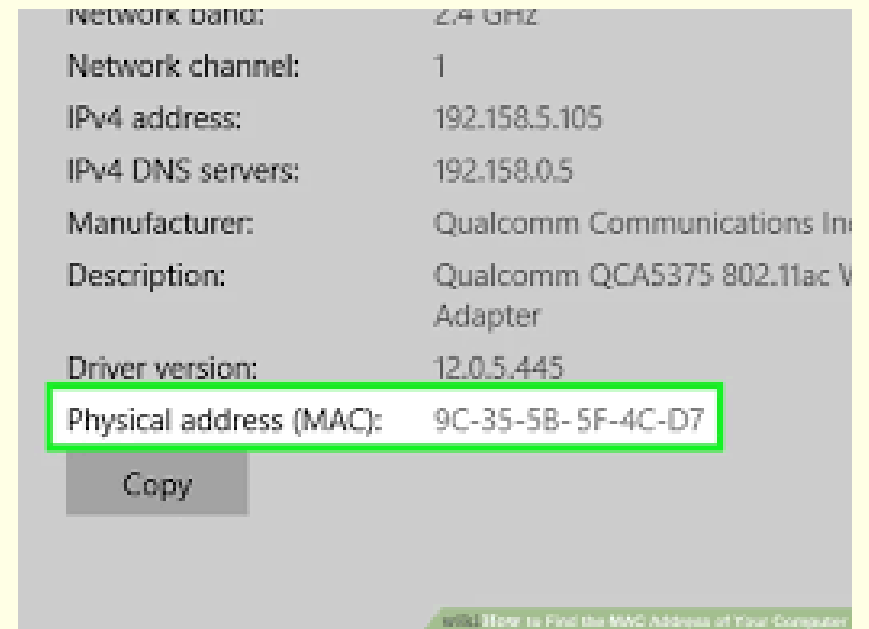 Network band: 2.4 GHz
Network channel: 1
IPv4 address: 192.158.5.105
IPv4 DNS servers: 192.158.0.5
Manufacturer: Qualcomm Communications In
Description: Qualcomm QCA5375 802.11ac
Adapter
Driver version: 12.0.5.445
Physical address (MAC): 9C-35-5B-5F-4C-D7
Copy
wikiHow to Find the MAC Address of Your Computer